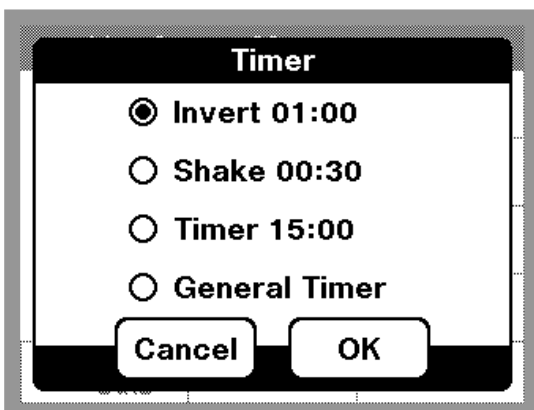 Timer
Invert 01:00
Shake 00:30
Timer 15:00
General Timer
Cancel OK